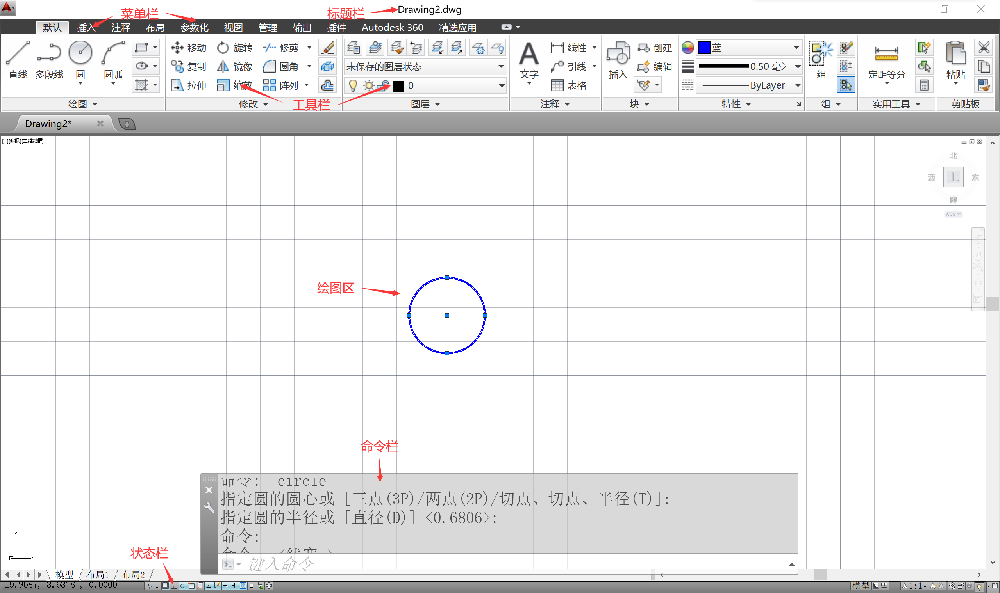 菜单栏
标题栏
Drawing2.dwg
默认 插入 注释 布局 参数化 视图 管理 输出 插件 Autodesk 360 精选应用
直线 多段线 圆 圆弧
移动 旋转 修剪
复制 镜像 圆角
拉伸 缩放 阵列
未保存的图层状态
0
A
文字
线性
引线
表格
插入
创建
编辑
蓝
0.50 毫米
ByLayer
组
定距等分
粘贴
工具栏
绘图 修改 图层 注释 块 特性 组 实用工具 剪贴板
Drawing2*
[−][俯视][二维线框]
北
西 上 东
南
WCS
绘图区
命令栏
命令: _circle
指定圆的圆心或 [三点(3P)/两点(2P)/切点、切点、半径(T)]:
指定圆的半径或 [直径(D)] <0.6806>:
命令:
键入命令
Y
X
状态栏
模型 布局1 布局2
19.9687, 8.6878 , 0.0000
模型 1:1